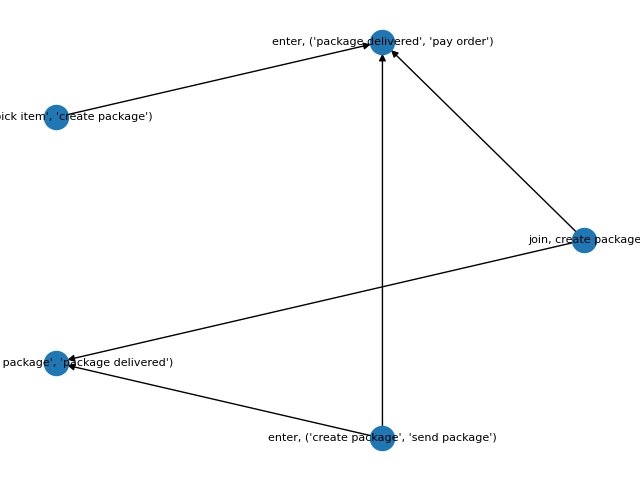 enter, ('package delivered', 'pay order')
pick item', 'create package')
join, create package
package', 'package delivered')
enter, ('create package', 'send package')